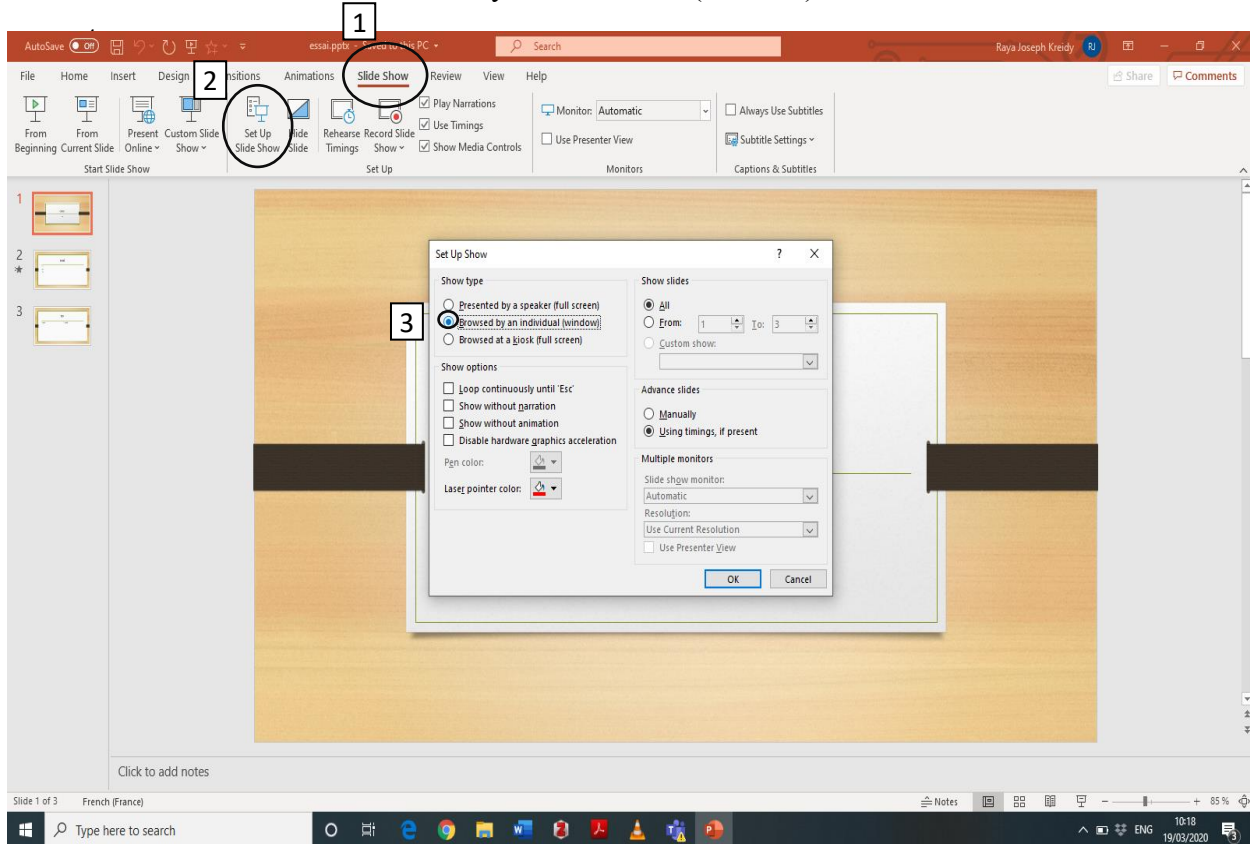 1
AutoSave Off essai.pptx - Saved to this PC Search Raya Joseph Kreidy RJ
File Home Insert Design Transitions Animations Slide Show Review View Help Share Comments
2
From Beginning
From Current Slide
Present Online
Custom Slide Show
Set Up Slide Show
Hide Slide
Rehearse Timings
Record Slide Show
Play Narrations
Use Timings
Show Media Controls
Monitor: Automatic
Use Presenter View
Always Use Subtitles
Subtitle Settings
Start Slide Show Set Up Monitors Captions & Subtitles
1
2
3
Set Up Show ? X
Show type
Presented by a speaker (full screen)
3
Browsed by an individual (window)
Browsed at a kiosk (full screen)
Show options
Loop continuously until 'Esc'
Show without narration
Show without animation
Disable hardware graphics acceleration
Pen color:
Laser pointer color:
Show slides
All
From: 1 To: 3
Custom show:
Advance slides
Manually
Using timings, if present
Multiple monitors
Slide show monitor:
Automatic
Resolution:
Use Current Resolution
Use Presenter View
OK Cancel
Click to add notes
Slide 1 of 3 French (France) Notes 85 %
Type here to search ENG 10:18
19/03/2020 3